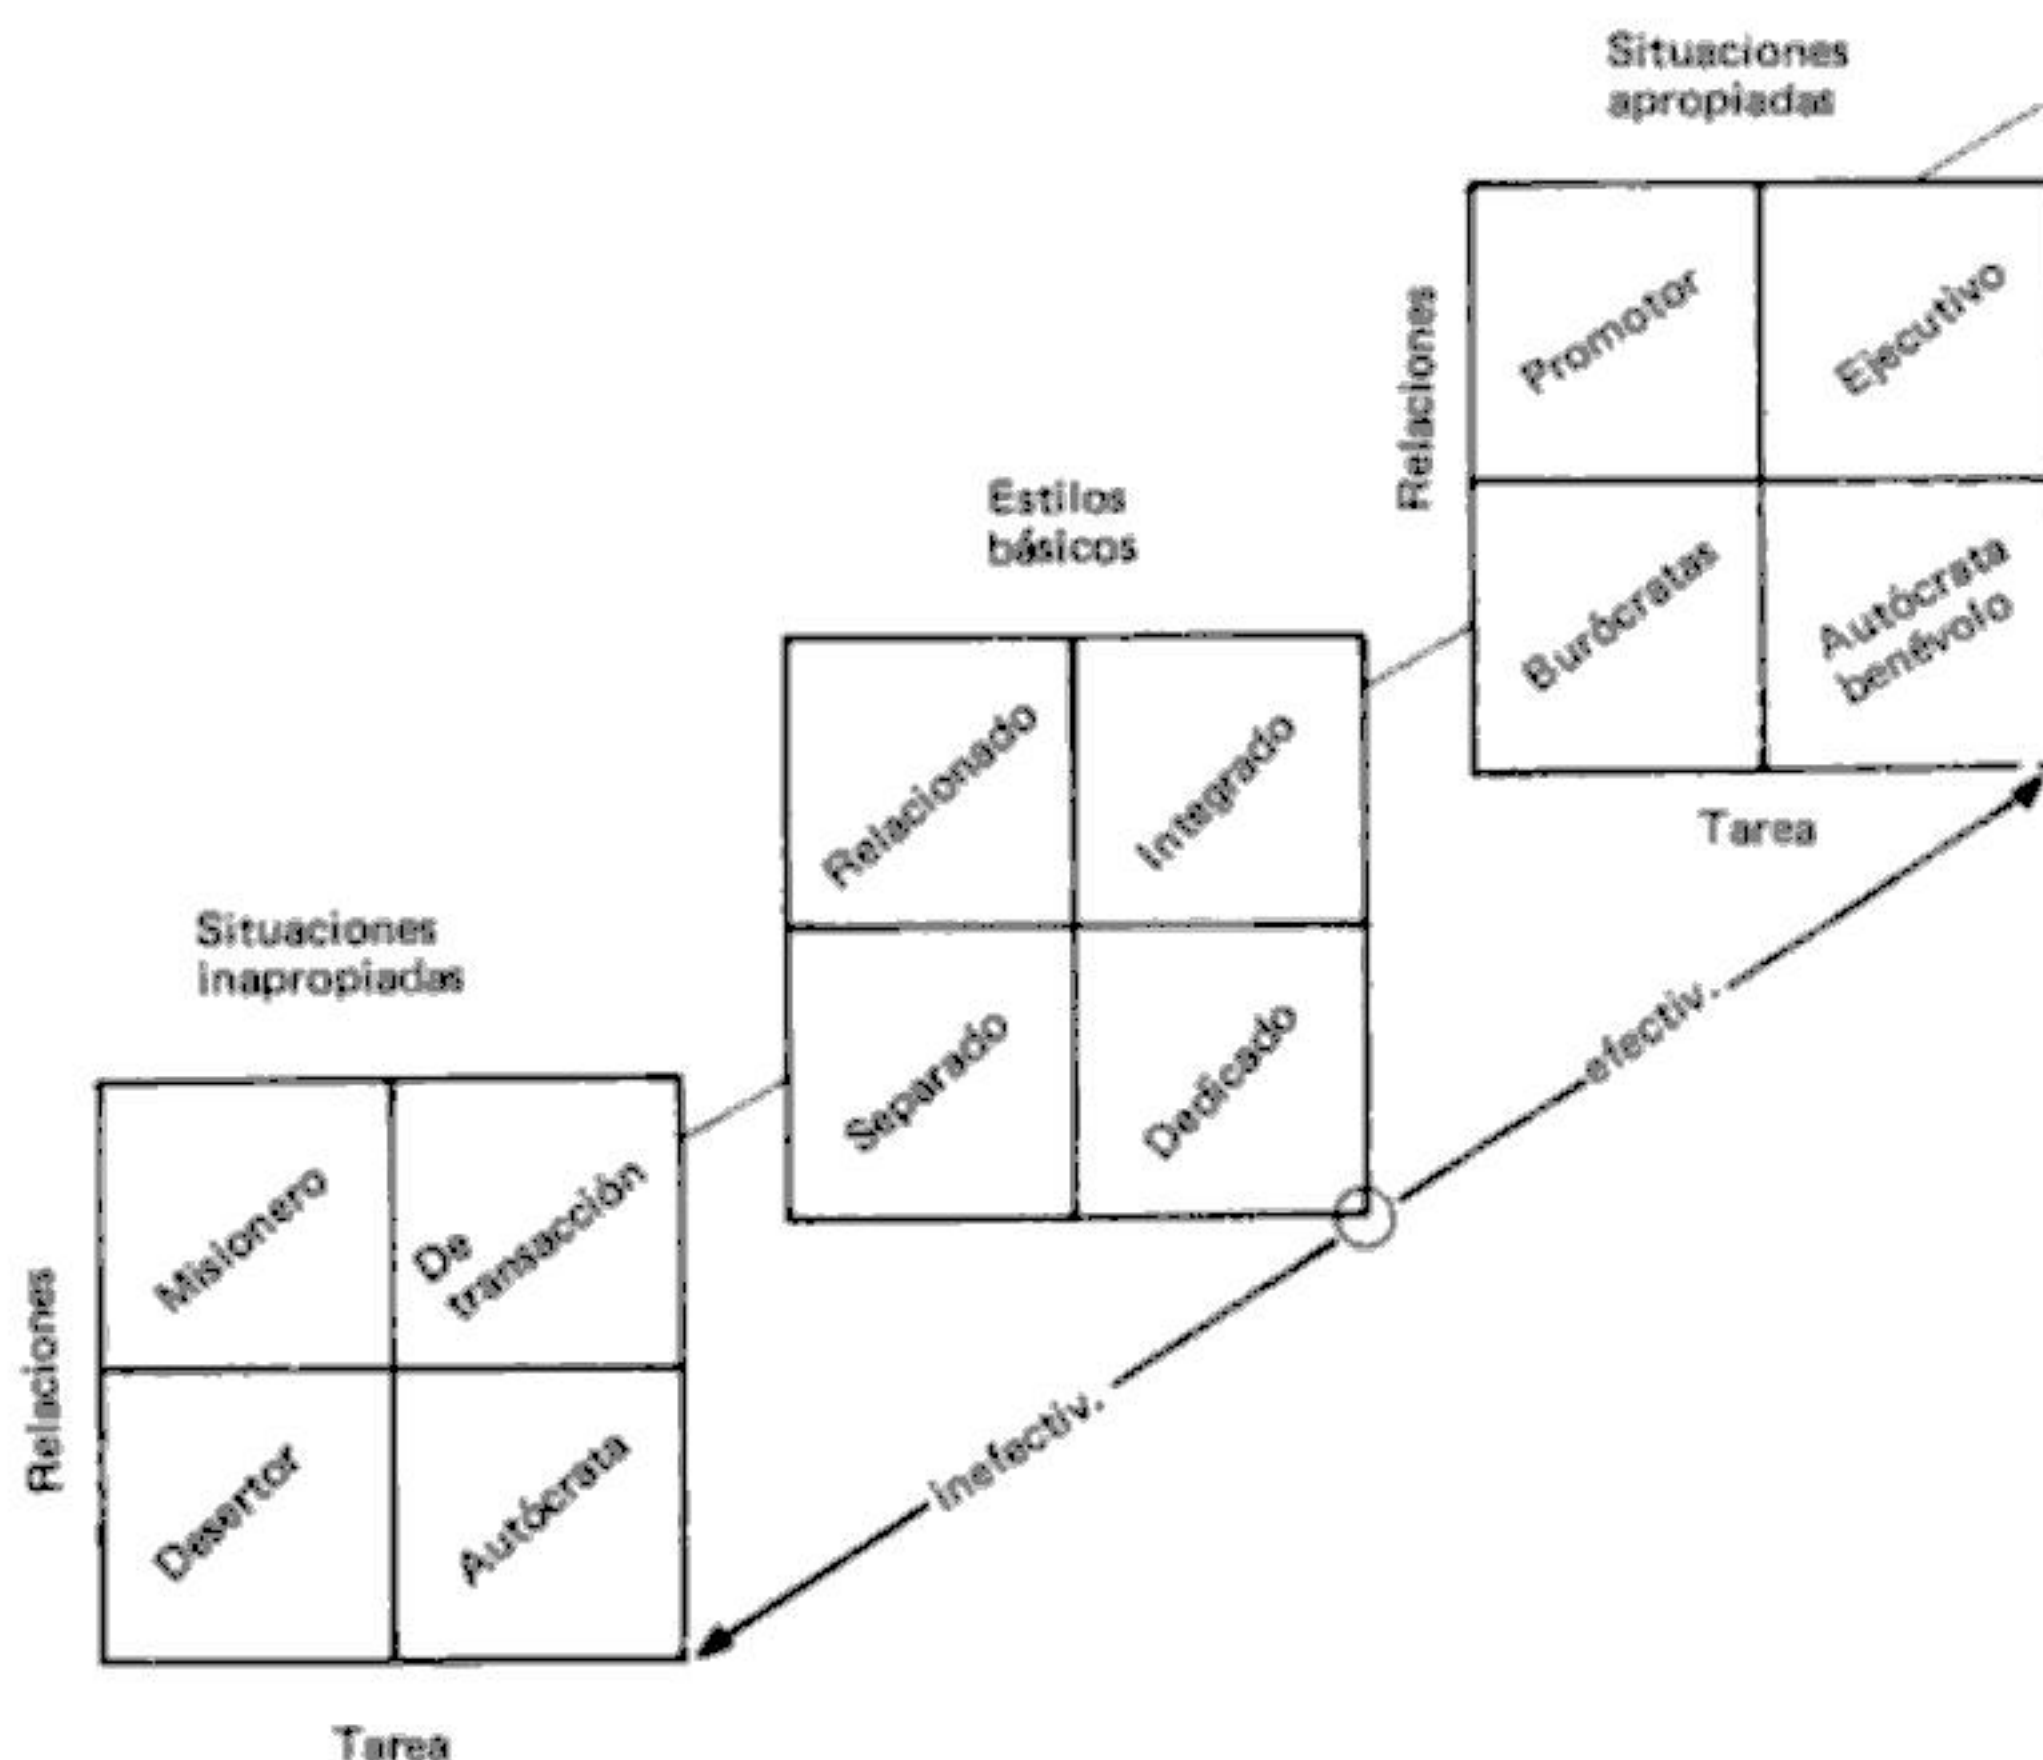 Situaciones
apropiadas
Relaciones
Promotor
Ejecutivo
Burócratas
Autócrata
benévolo
Tarea
Estilos
básicos
Relacionado
Integrado
Separado
Dedicado
efectiv.
inefectiv.
Situaciones
inapropiadas
Relaciones
Misionero
De
transacción
Desertor
Autócrata
Tarea